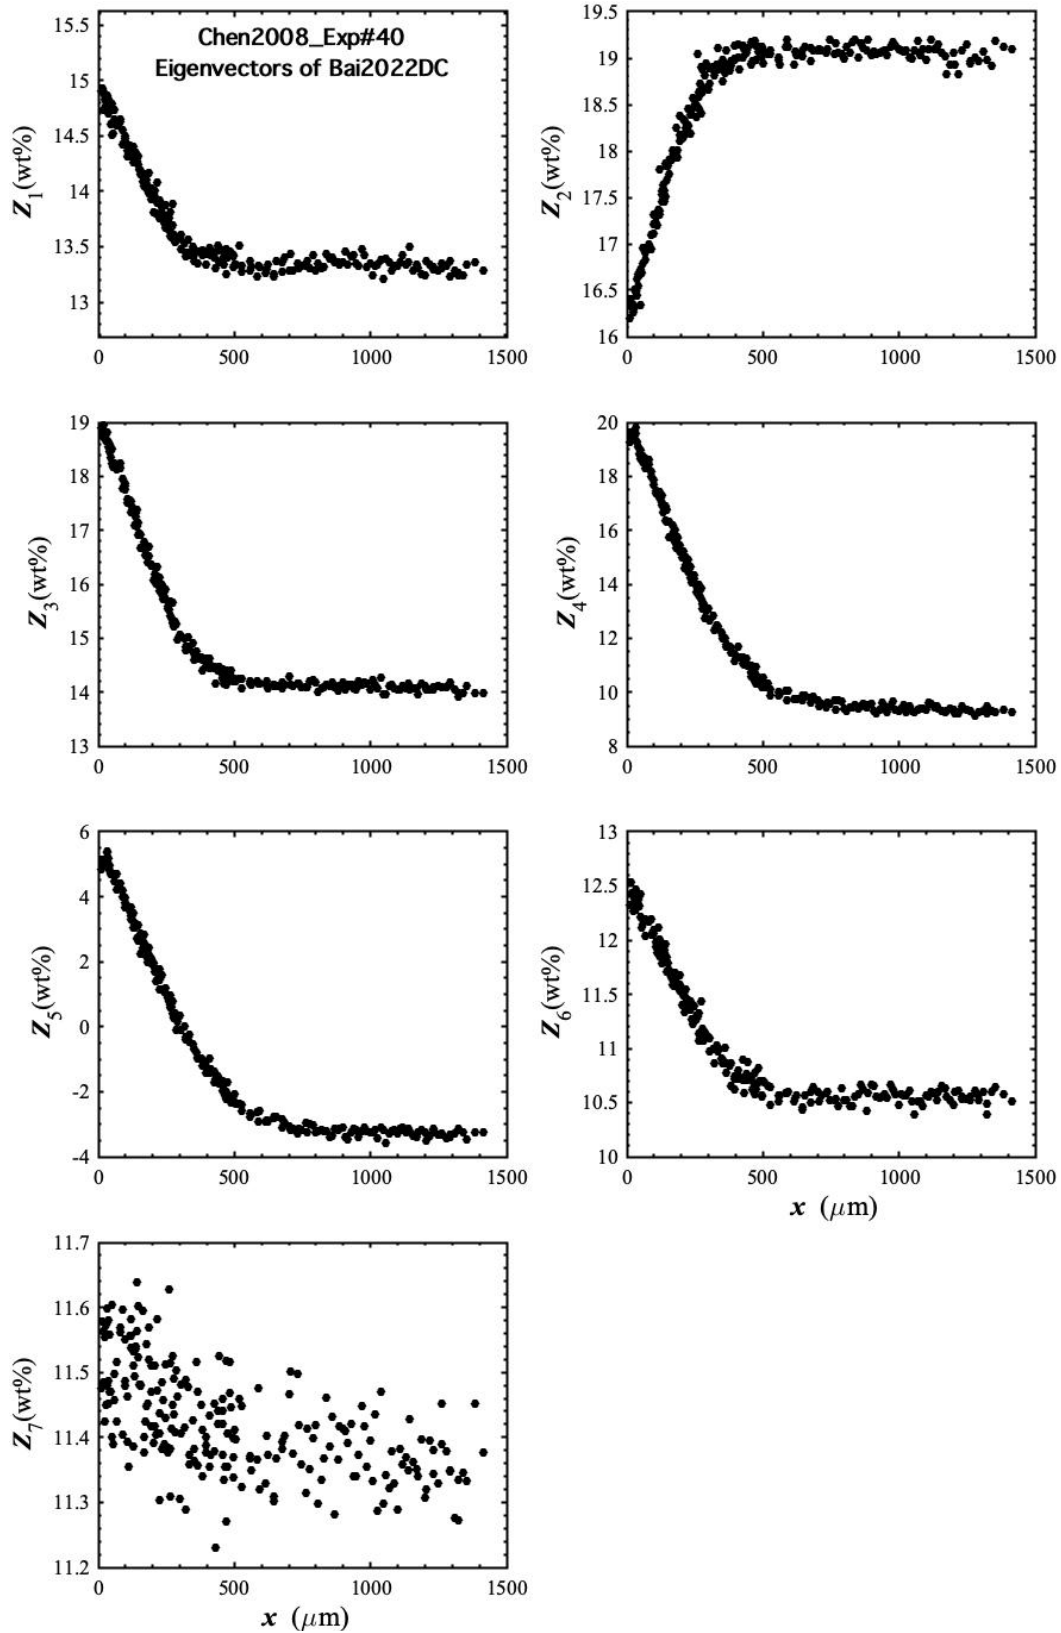 Chen2008_Exp#40
Eigenvectors of Bai2022DC
Z1(wt%)
15.5
15
14.5
14
13.5
13
0 500 1000 1500
Z2(wt%)
19.5
19
18.5
18
17.5
17
16.5
16
0 500 1000 1500
Z3(wt%)
19
18
17
16
15
14
13
0 500 1000 1500
Z4(wt%)
20
18
16
14
12
10
8
0 500 1000 1500
Z5(wt%)
6
4
2
0
-2
-4
0 500 1000 1500
Z6(wt%)
13
12.5
12
11.5
11
10.5
10
0 500 1000 1500
x (μm)
Z7(wt%)
11.7
11.6
11.5
11.4
11.3
11.2
0 500 1000 1500
x (μm)